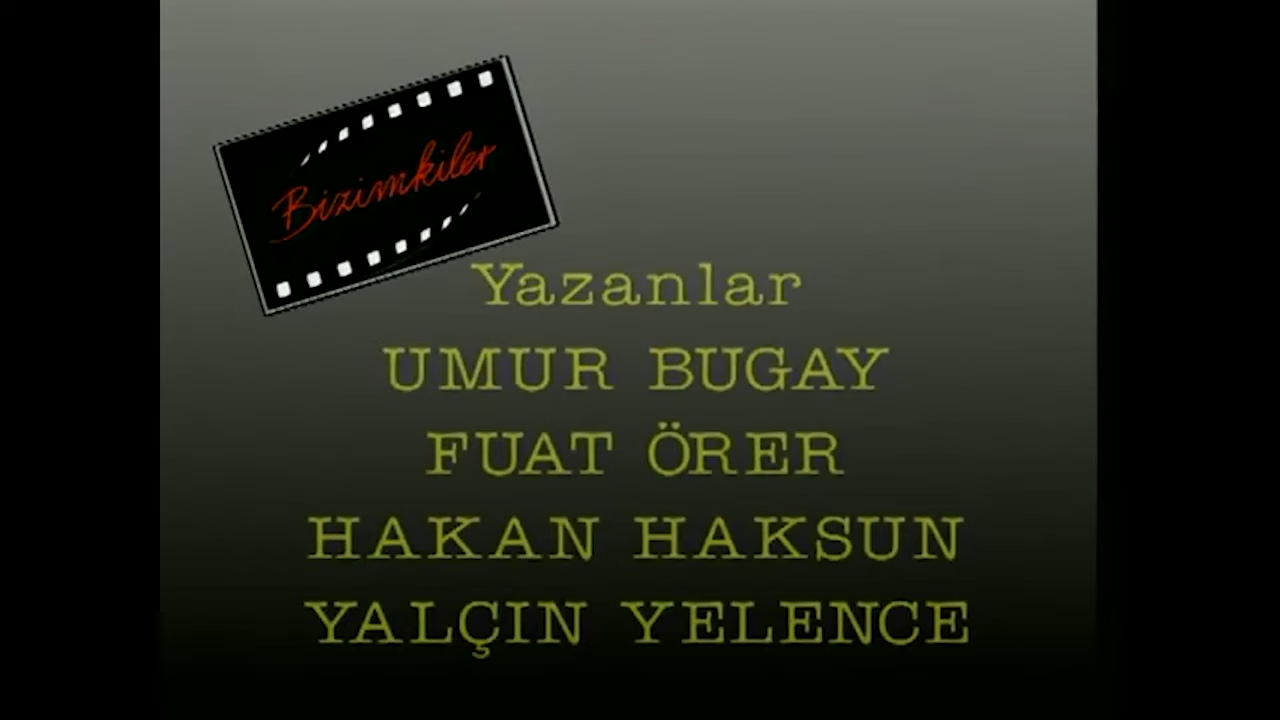 Bizimkiler
Yazanlar
UMUR BUGAY
FUAT ÖRER
HAKAN HAKSUN
YALÇIN YELENCE